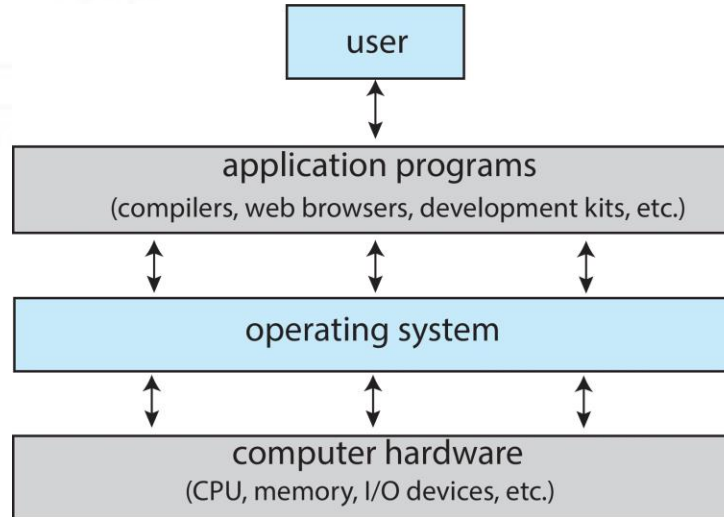 user
application programs
(compilers, web browsers, development kits, etc.)
operating system
computer hardware
(CPU, memory, I/O devices, etc.)